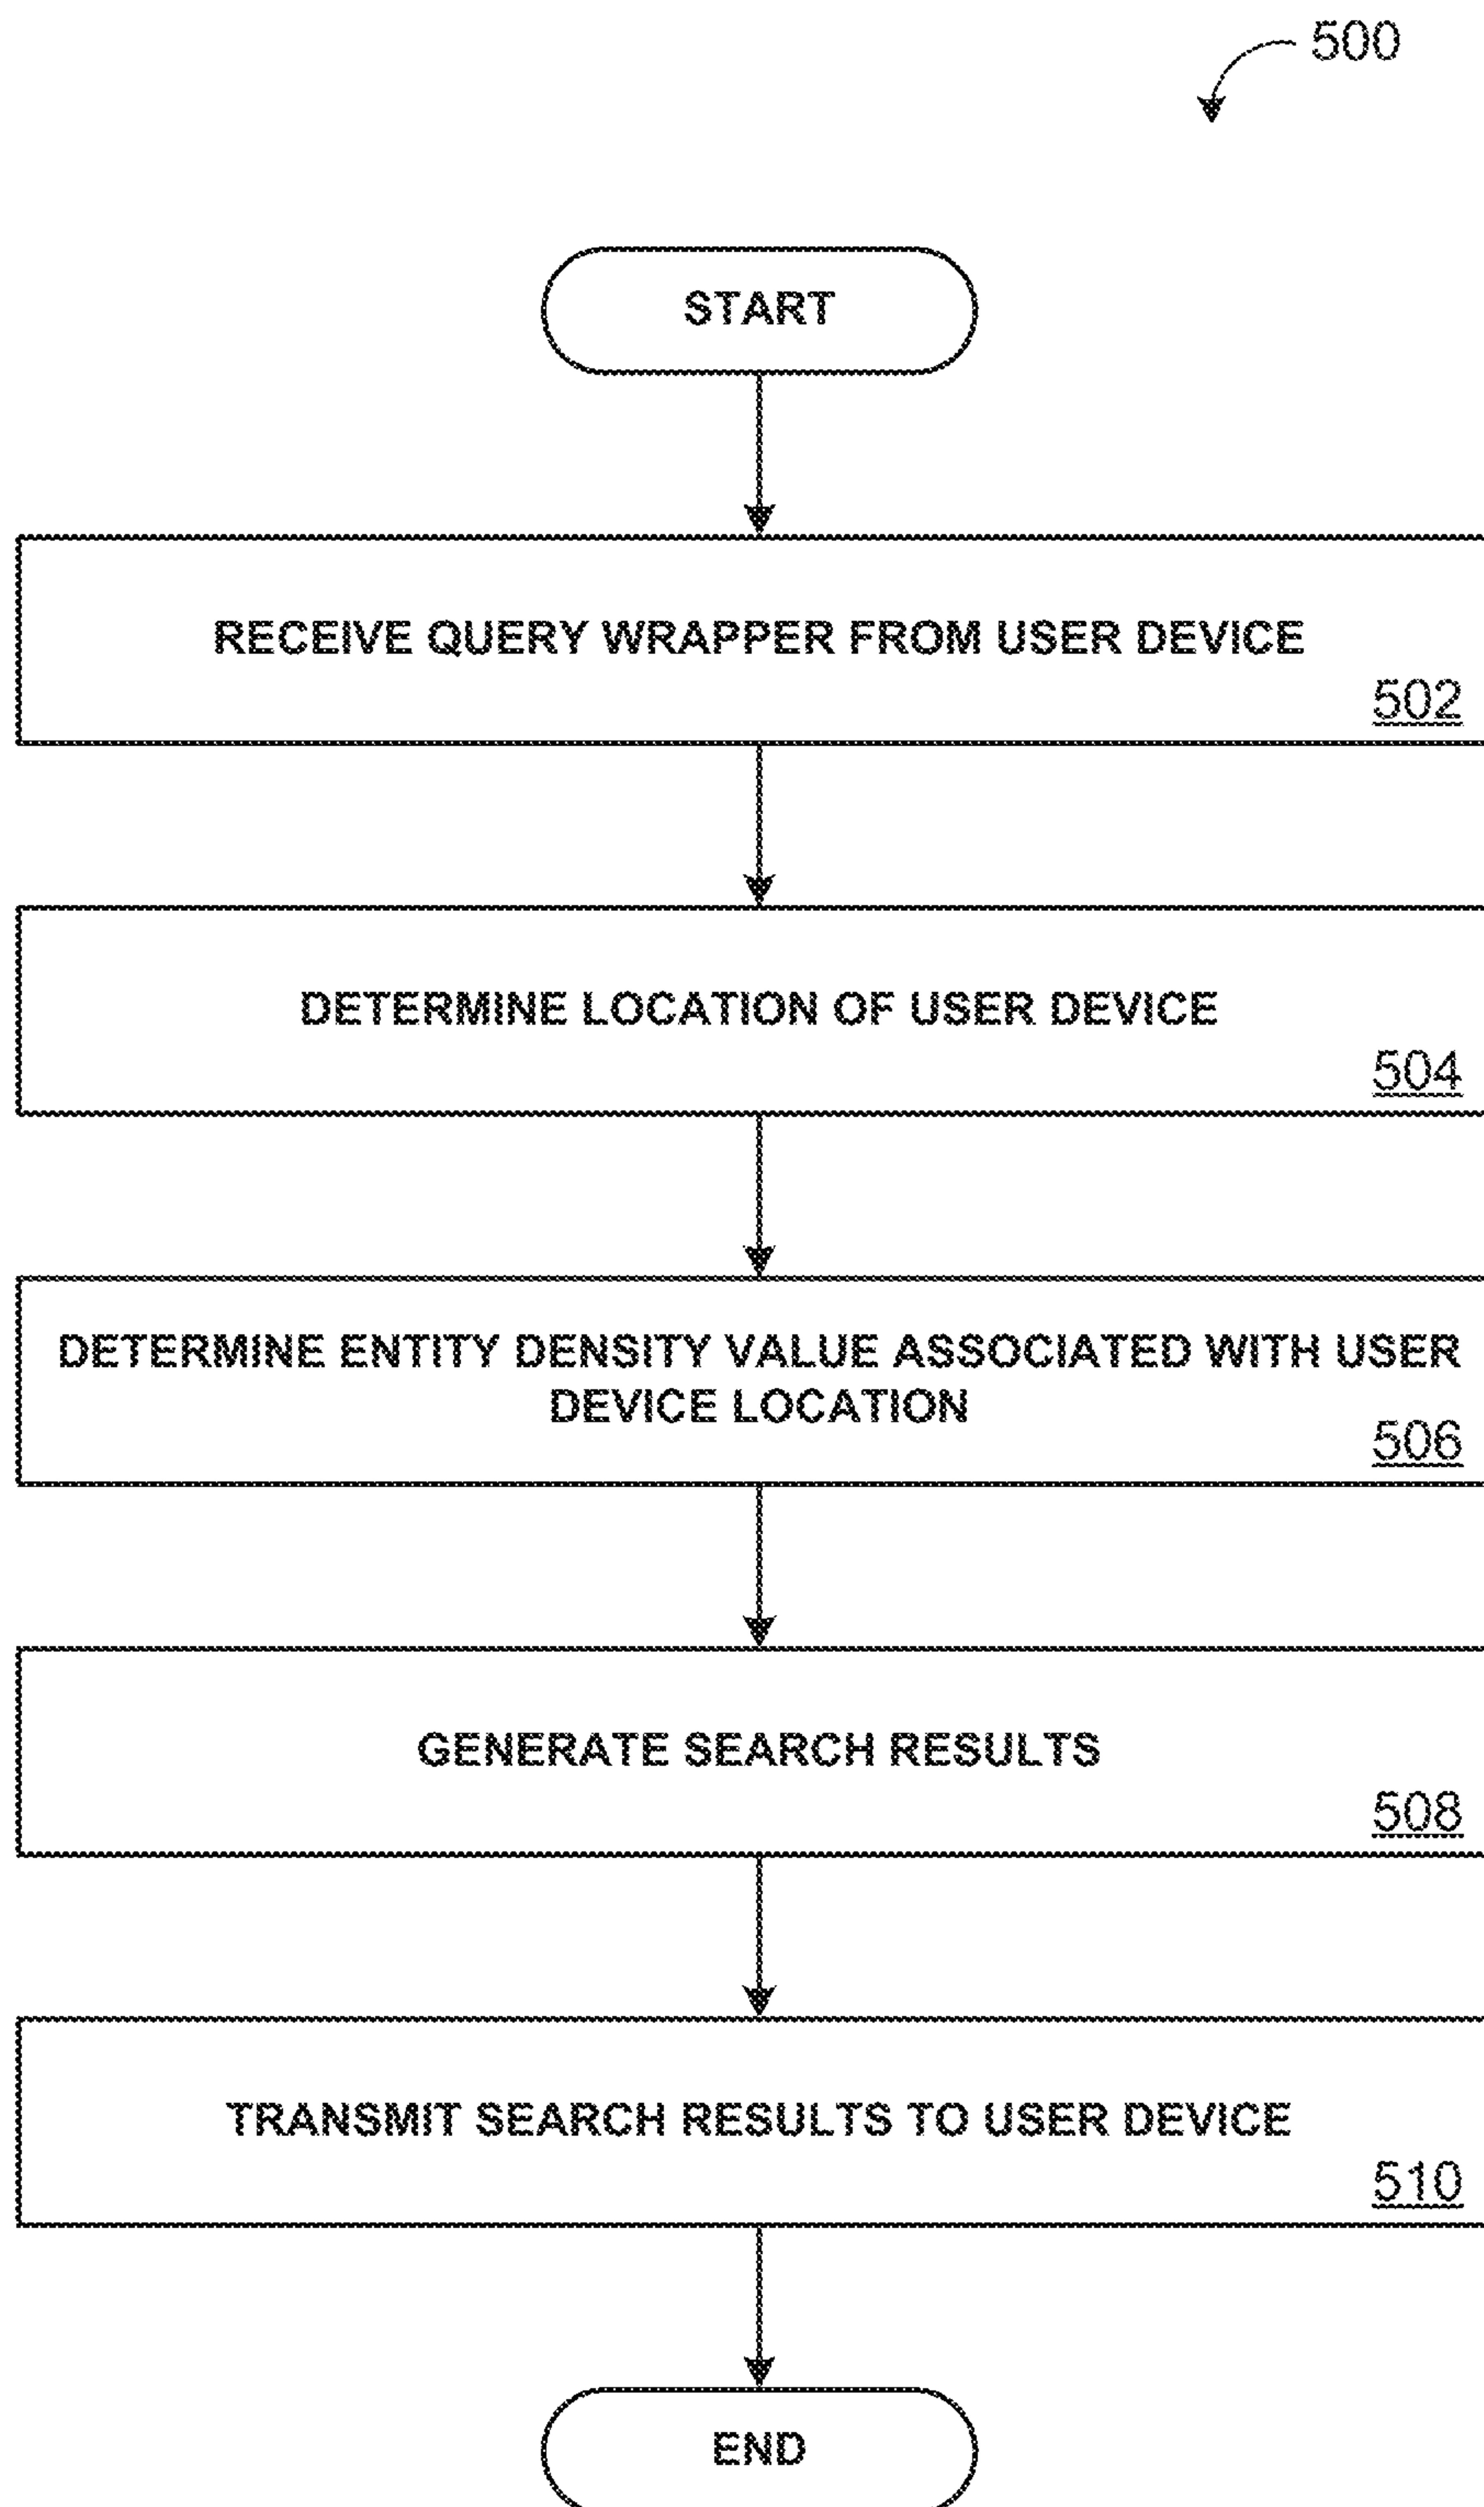 500
START
RECEIVE QUERY WRAPPER FROM USER DEVICE
502
DETERMINE LOCATION OF USER DEVICE
504
DETERMINE ENTITY DENSITY VALUE ASSOCIATED WITH USER
DEVICE LOCATION
506
GENERATE SEARCH RESULTS
508
TRANSMIT SEARCH RESULTS TO USER DEVICE
510
END